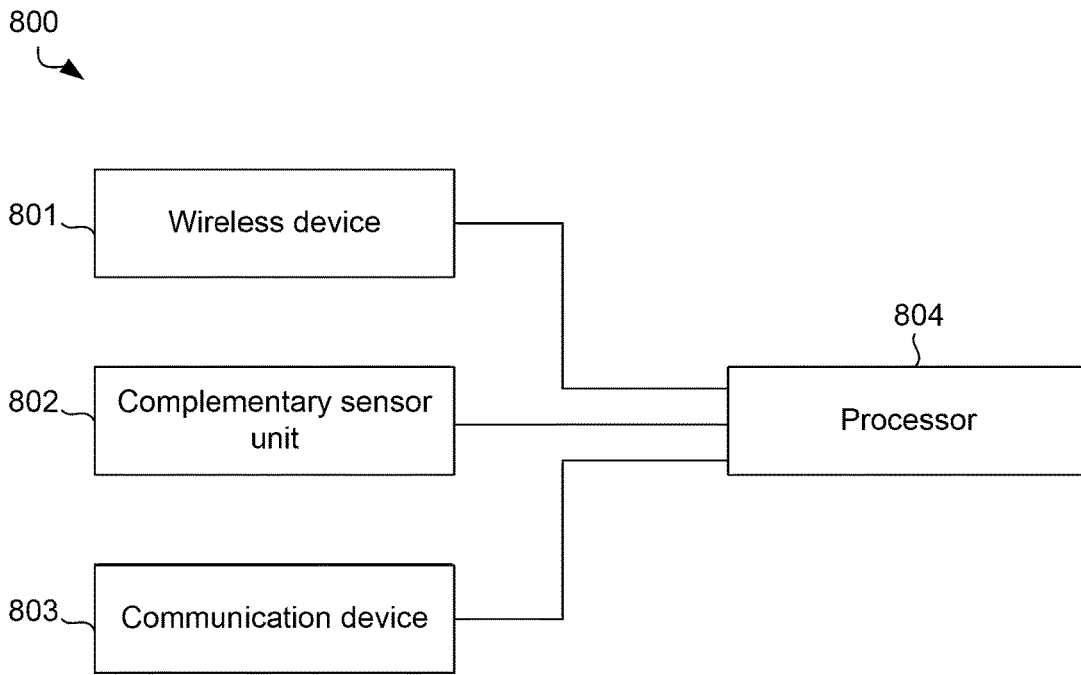 800
801
Wireless device
804
802
Complementary sensor
unit
Processor
803
Communication device